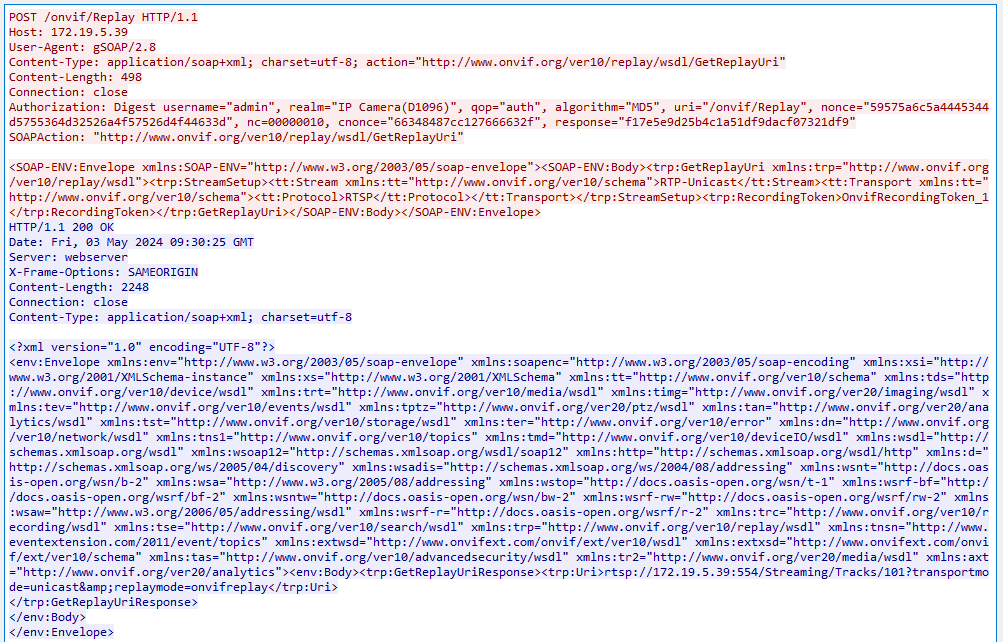 POST /onvif/Replay HTTP/1.1
Host: 172.19.5.39
User-Agent: gSOAP/2.8
Content-Type: application/soap+xml; charset=utf-8; action="http://www.onvif.org/ver10/replay/wsdl/GetReplayUri"
Content-Length: 498
Connection: close
Authorization: Digest username="admin", realm="IP Camera(D1096)", qop="auth", algorithm="MD5", uri="/onvif/Replay", nonce="59575a6c5a4445344
d5755364d32526a4f57526d4f44633d", nc=00000010, cnonce="66348487cc127666632f", response="f17e5e9d25b4c1a51df9dacf07321df9"
SOAPAction: "http://www.onvif.org/ver10/replay/wsdl/GetReplayUri"

<SOAP-ENV:Envelope xmlns:SOAP-ENV="http://www.w3.org/2003/05/soap-envelope"><SOAP-ENV:Body><trp:GetReplayUri xmlns:trp="http://www.onvif.org
/ver10/replay/wsdl"><trp:StreamSetup><tt:Stream xmlns:tt="http://www.onvif.org/ver10/schema">RTP-Unicast</tt:Stream><tt:Transport xmlns:tt="
http://www.onvif.org/ver10/schema"><tt:Protocol>RTSP</tt:Protocol></tt:Transport></trp:StreamSetup><trp:RecordingToken>OnvifRecordingToken_1
</trp:RecordingToken></trp:GetReplayUri></SOAP-ENV:Body></SOAP-ENV:Envelope>
HTTP/1.1 200 OK
Date: Fri, 03 May 2024 09:30:25 GMT
Server: webserver
X-Frame-Options: SAMEORIGIN
Content-Length: 2248
Connection: close
Content-Type: application/soap+xml; charset=utf-8

<?xml version="1.0" encoding="UTF-8"?>
<env:Envelope xmlns:env="http://www.w3.org/2003/05/soap-envelope" xmlns:soapenc="http://www.w3.org/2003/05/soap-encoding" xmlns:xsi="http://
www.w3.org/2001/XMLSchema-instance" xmlns:xs="http://www.w3.org/2001/XMLSchema" xmlns:tt="http://www.onvif.org/ver10/schema" xmlns:tds="http
://www.onvif.org/ver10/device/wsdl" xmlns:trt="http://www.onvif.org/ver10/media/wsdl" xmlns:timg="http://www.onvif.org/ver20/imaging/wsdl" x
mlns:tev="http://www.onvif.org/ver10/events/wsdl" xmlns:tptz="http://www.onvif.org/ver20/ptz/wsdl" xmlns:tan="http://www.onvif.org/ver20/ana
lytics/wsdl" xmlns:tst="http://www.onvif.org/ver10/storage/wsdl" xmlns:ter="http://www.onvif.org/ver10/error" xmlns:dn="http://www.onvif.org
/ver10/network/wsdl" xmlns:tns1="http://www.onvif.org/ver10/topics" xmlns:tmd="http://www.onvif.org/ver10/deviceIO/wsdl" xmlns:wsdl="http://
schemas.xmlsoap.org/wsdl" xmlns:wsoap12="http://schemas.xmlsoap.org/wsdl/soap12" xmlns:http="http://schemas.xmlsoap.org/wsdl/http" xmlns:d="
http://schemas.xmlsoap.org/ws/2005/04/discovery" xmlns:wsadis="http://schemas.xmlsoap.org/ws/2004/08/addressing" xmlns:wsnt="http://docs.oas
is-open.org/wsn/b-2" xmlns:wsa="http://www.w3.org/2005/08/addressing" xmlns:wstop="http://docs.oasis-open.org/wsn/t-1" xmlns:wsrf-bf="http:/
/docs.oasis-open.org/wsrf/bf-2" xmlns:wsntw="http://docs.oasis-open.org/wsn/bw-2" xmlns:wsrf-rw="http://docs.oasis-open.org/wsrf/rw-2" xmlns
:wsaw="http://www.w3.org/2006/05/addressing/wsdl" xmlns:wsrf-r="http://docs.oasis-open.org/wsrf/r-2" xmlns:trc="http://www.onvif.org/ver10/r
ecording/wsdl" xmlns:tse="http://www.onvif.org/ver10/search/wsdl" xmlns:trp="http://www.onvif.org/ver10/replay/wsdl" xmlns:tnsn="http://www.
eventextension.com/2011/event/topics" xmlns:extwsd="http://www.onvifext.com/onvif/ext/ver10/wsdl" xmlns:extxsd="http://www.onvifext.com/onvi
f/ext/ver10/schema" xmlns:tas="http://www.onvif.org/ver10/advancedsecurity/wsdl" xmlns:tr2="http://www.onvif.org/ver20/media/wsdl" xmlns:axt
="http://www.onvif.org/ver20/analytics"><env:Body><trp:GetReplayUriResponse><trp:Uri>rtsp://172.19.5.39:554/Streaming/Tracks/101?transportmo
de=unicast&amp;replaymode=onvifreplay</trp:Uri>
</trp:GetReplayUriResponse>
</env:Body>
</env:Envelope>